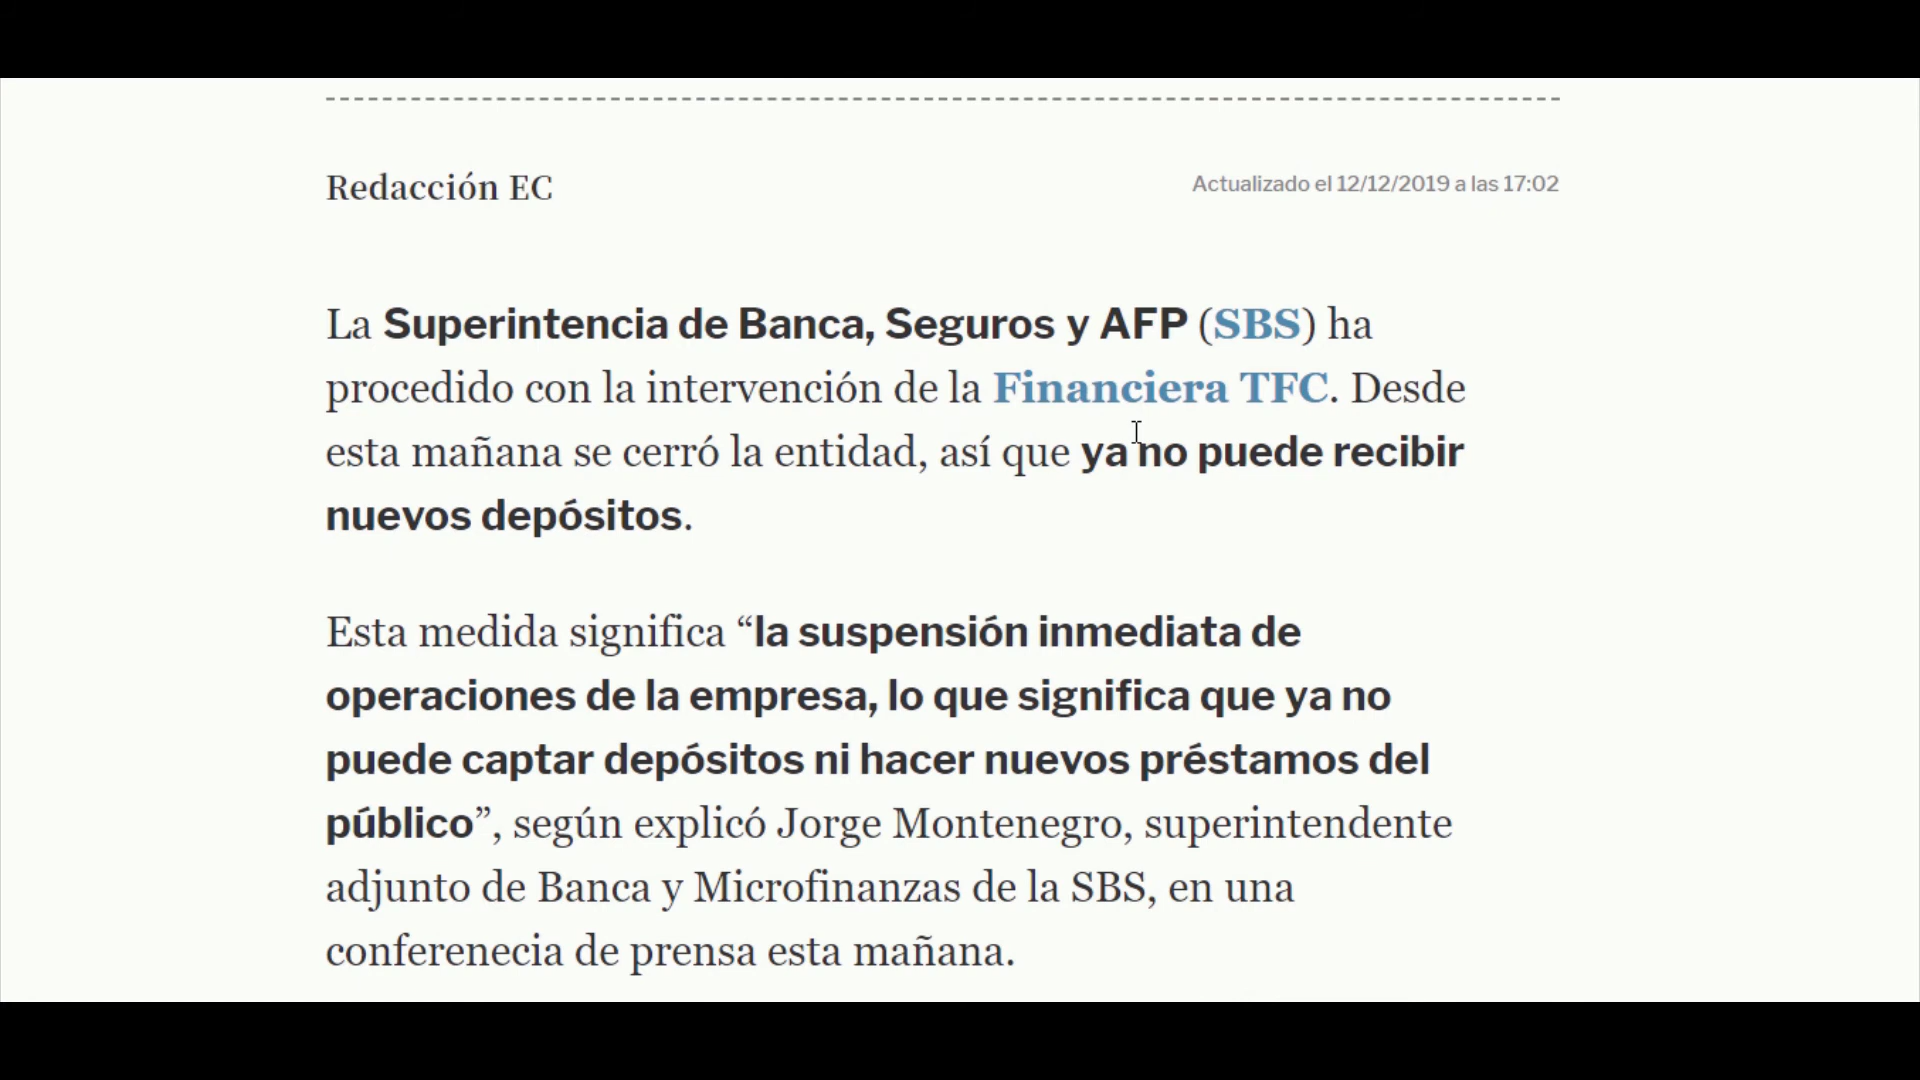 Redacción EC
Actualizado el 12/12/2019 a las 17:02
La Superintencia de Banca, Seguros y AFP (SBS) ha
procedido con la intervención de la Financiera TFC. Desde
esta mañana se cerró la entidad, así que ya no puede recibir
nuevos depósitos.
Esta medida significa “la suspensión inmediata de
operaciones de la empresa, lo que significa que ya no
puede captar depósitos ni hacer nuevos préstamos del
público”, según explicó Jorge Montenegro, superintendente
adjunto de Banca y Microfinanzas de la SBS, en una
conferenecia de prensa esta mañana.